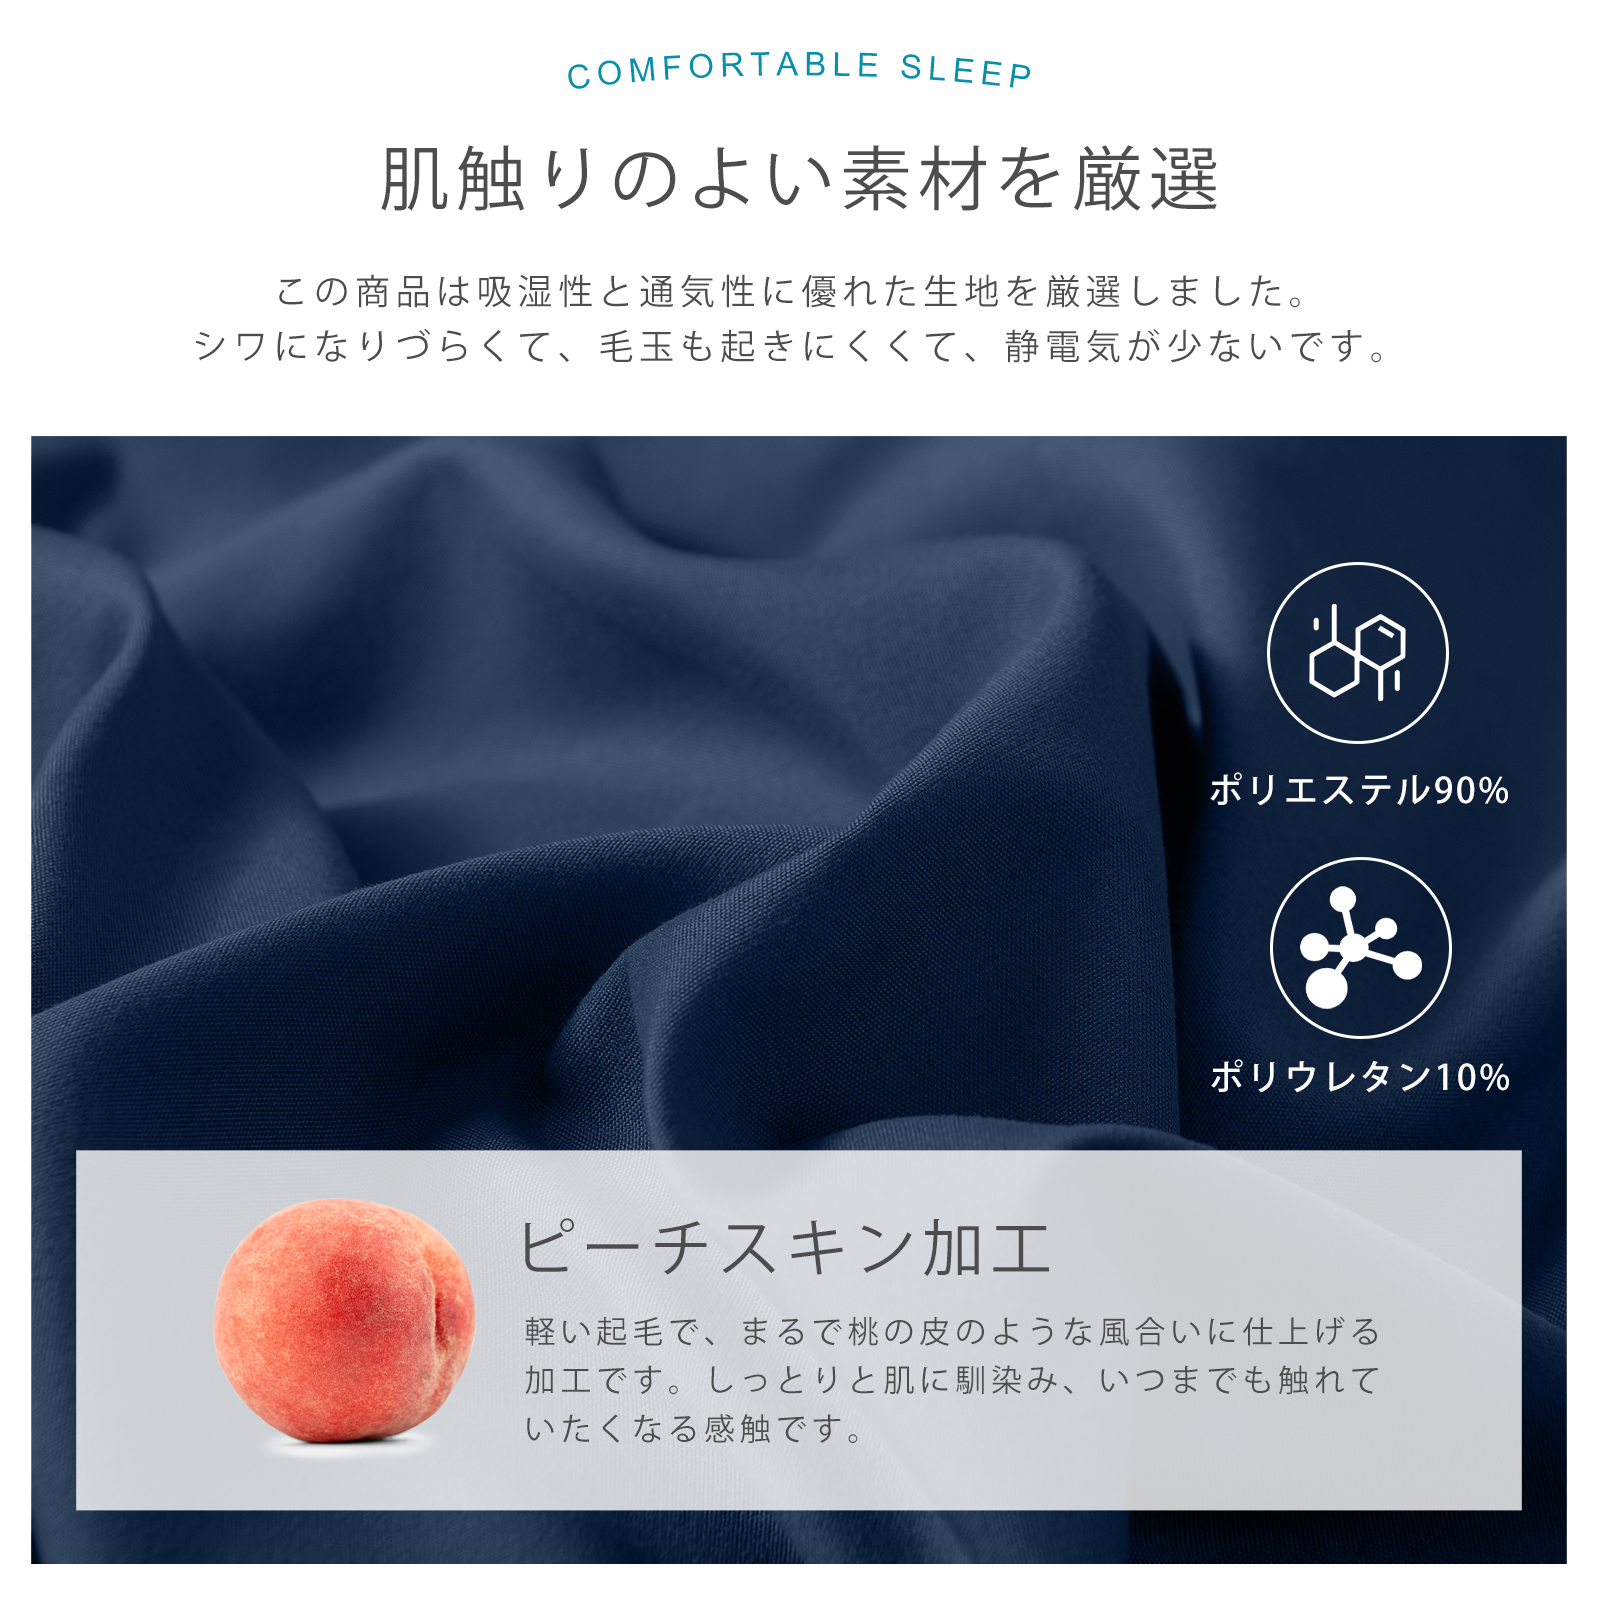 COMFORTABLE SLEEP
肌触りのよい素材を厳選
この商品は吸湿性と通気性に優れた生地を厳選しました。
シワになりづらくて、毛玉も起きにくくて、静電気が少ないです。
ポリエステル90%
ポリウレタン10%
ピーチスキン加工
軽い起毛で、まるで桃の皮のような風合いに仕上げる
加工です。しっとりと肌に馴染み、いつまでも触れて
いたくなる感触です。